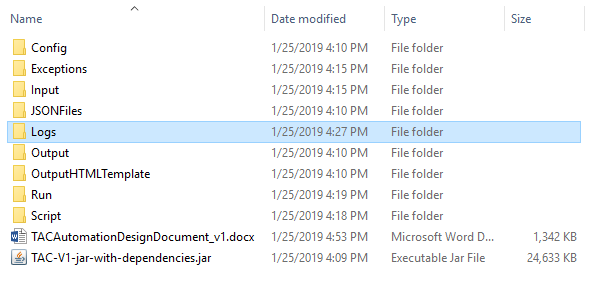 Name Date modified Type Size
Config 1/25/2019 4:10 PM File folder
Exceptions 1/25/2019 4:15 PM File folder
Input 1/25/2019 4:15 PM File folder
JSONFiles 1/25/2019 4:10 PM File folder
Logs 1/25/2019 4:27 PM File folder
Output 1/25/2019 4:10 PM File folder
OutputHTMLTemplate 1/25/2019 4:10 PM File folder
Run 1/25/2019 4:19 PM File folder
Script 1/25/2019 4:18 PM File folder
TACAutomationDesignDocument_v1.docx 1/25/2019 4:53 PM Microsoft Word D... 1,342 KB
TAC-V1-jar-with-dependencies.jar 1/25/2019 4:09 PM Executable Jar File 24,633 KB